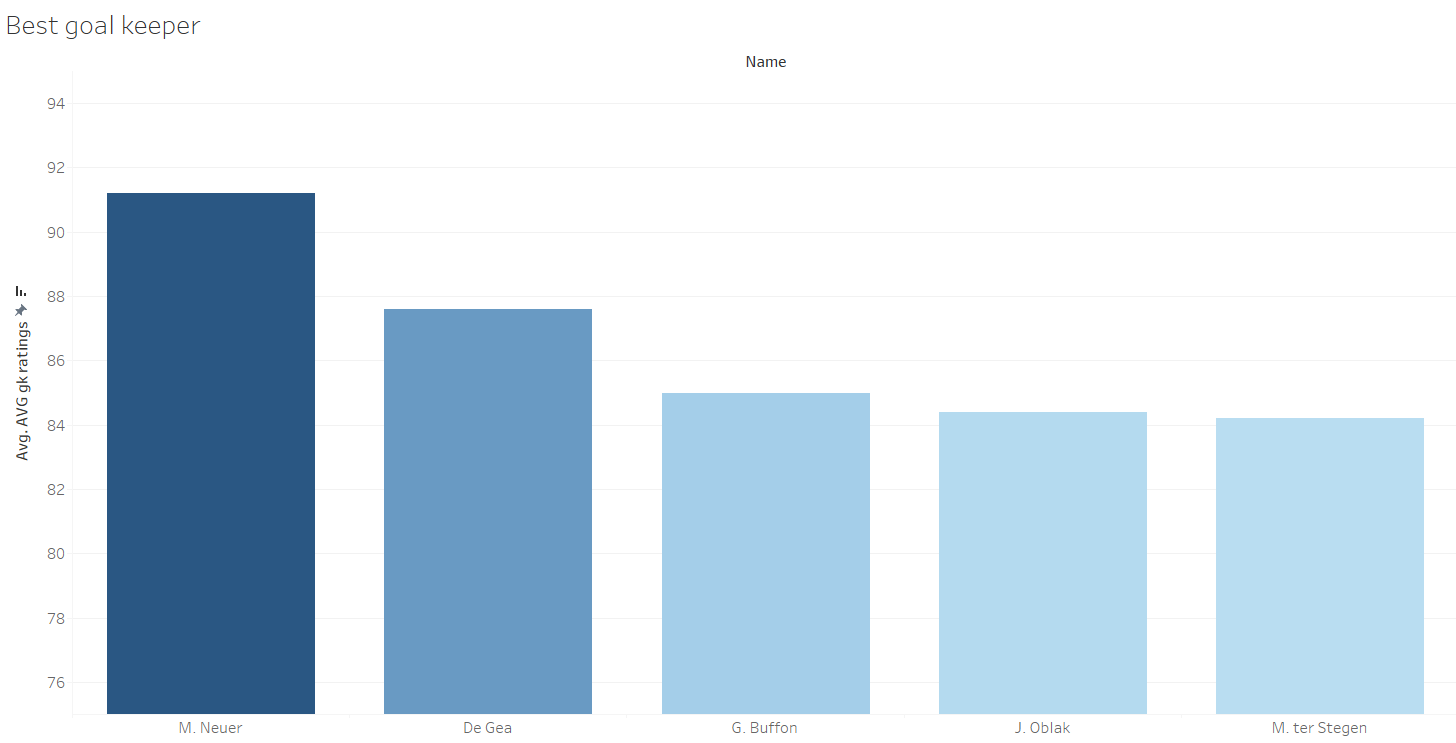 Best goal keeper
Name
94
92
90
88
86
84
82
80
78
76
Avg. AVG gk ratings
M. Neuer
De Gea
G. Buffon
J. Oblak
M. ter Stegen